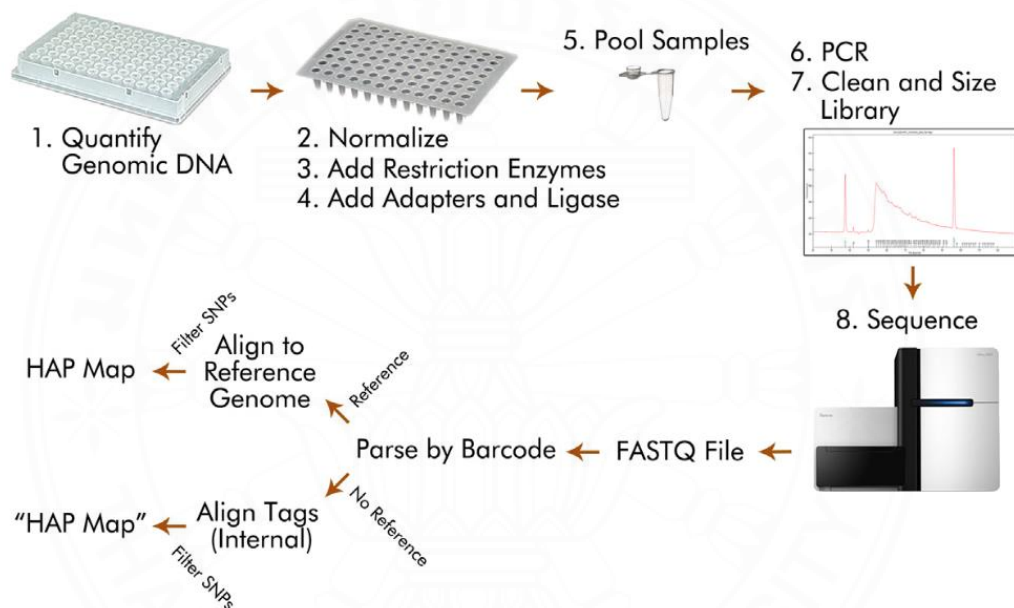 1. Quantify
Genomic DNA
2. Normalize
3. Add Restriction Enzymes
4. Add Adapters and Ligase
5. Pool Samples
6. PCR
7. Clean and Size
Library
8. Sequence
FASTQ File
Parse by Barcode
Reference
Align to
Reference
Genome
Filter SNPs
HAP Map
No Reference
Align Tags
(Internal)
Filter SNPs
“HAP Map”